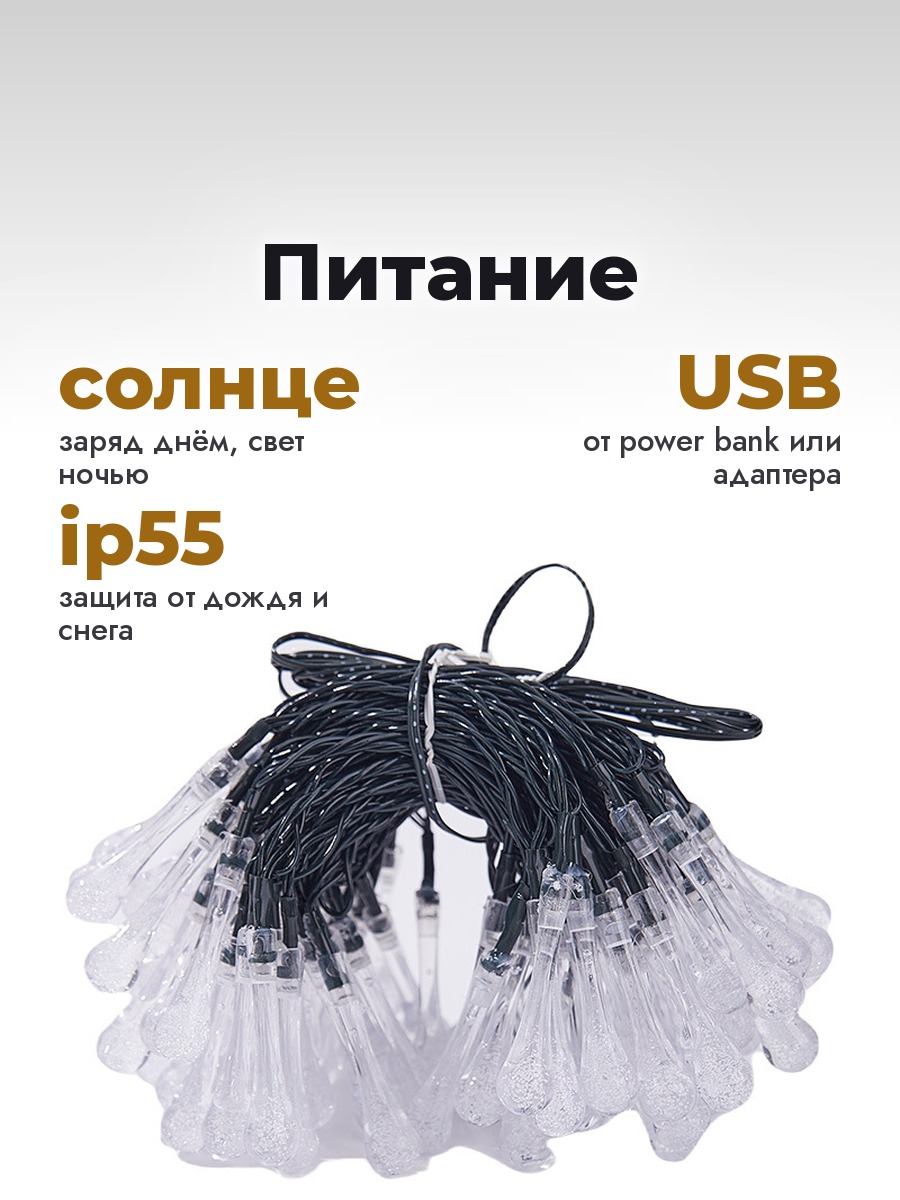 Питание
солнце
заряд днём, свет
ночью
USB
от power bank или
адаптера
ip55
защита от дождя и
снега